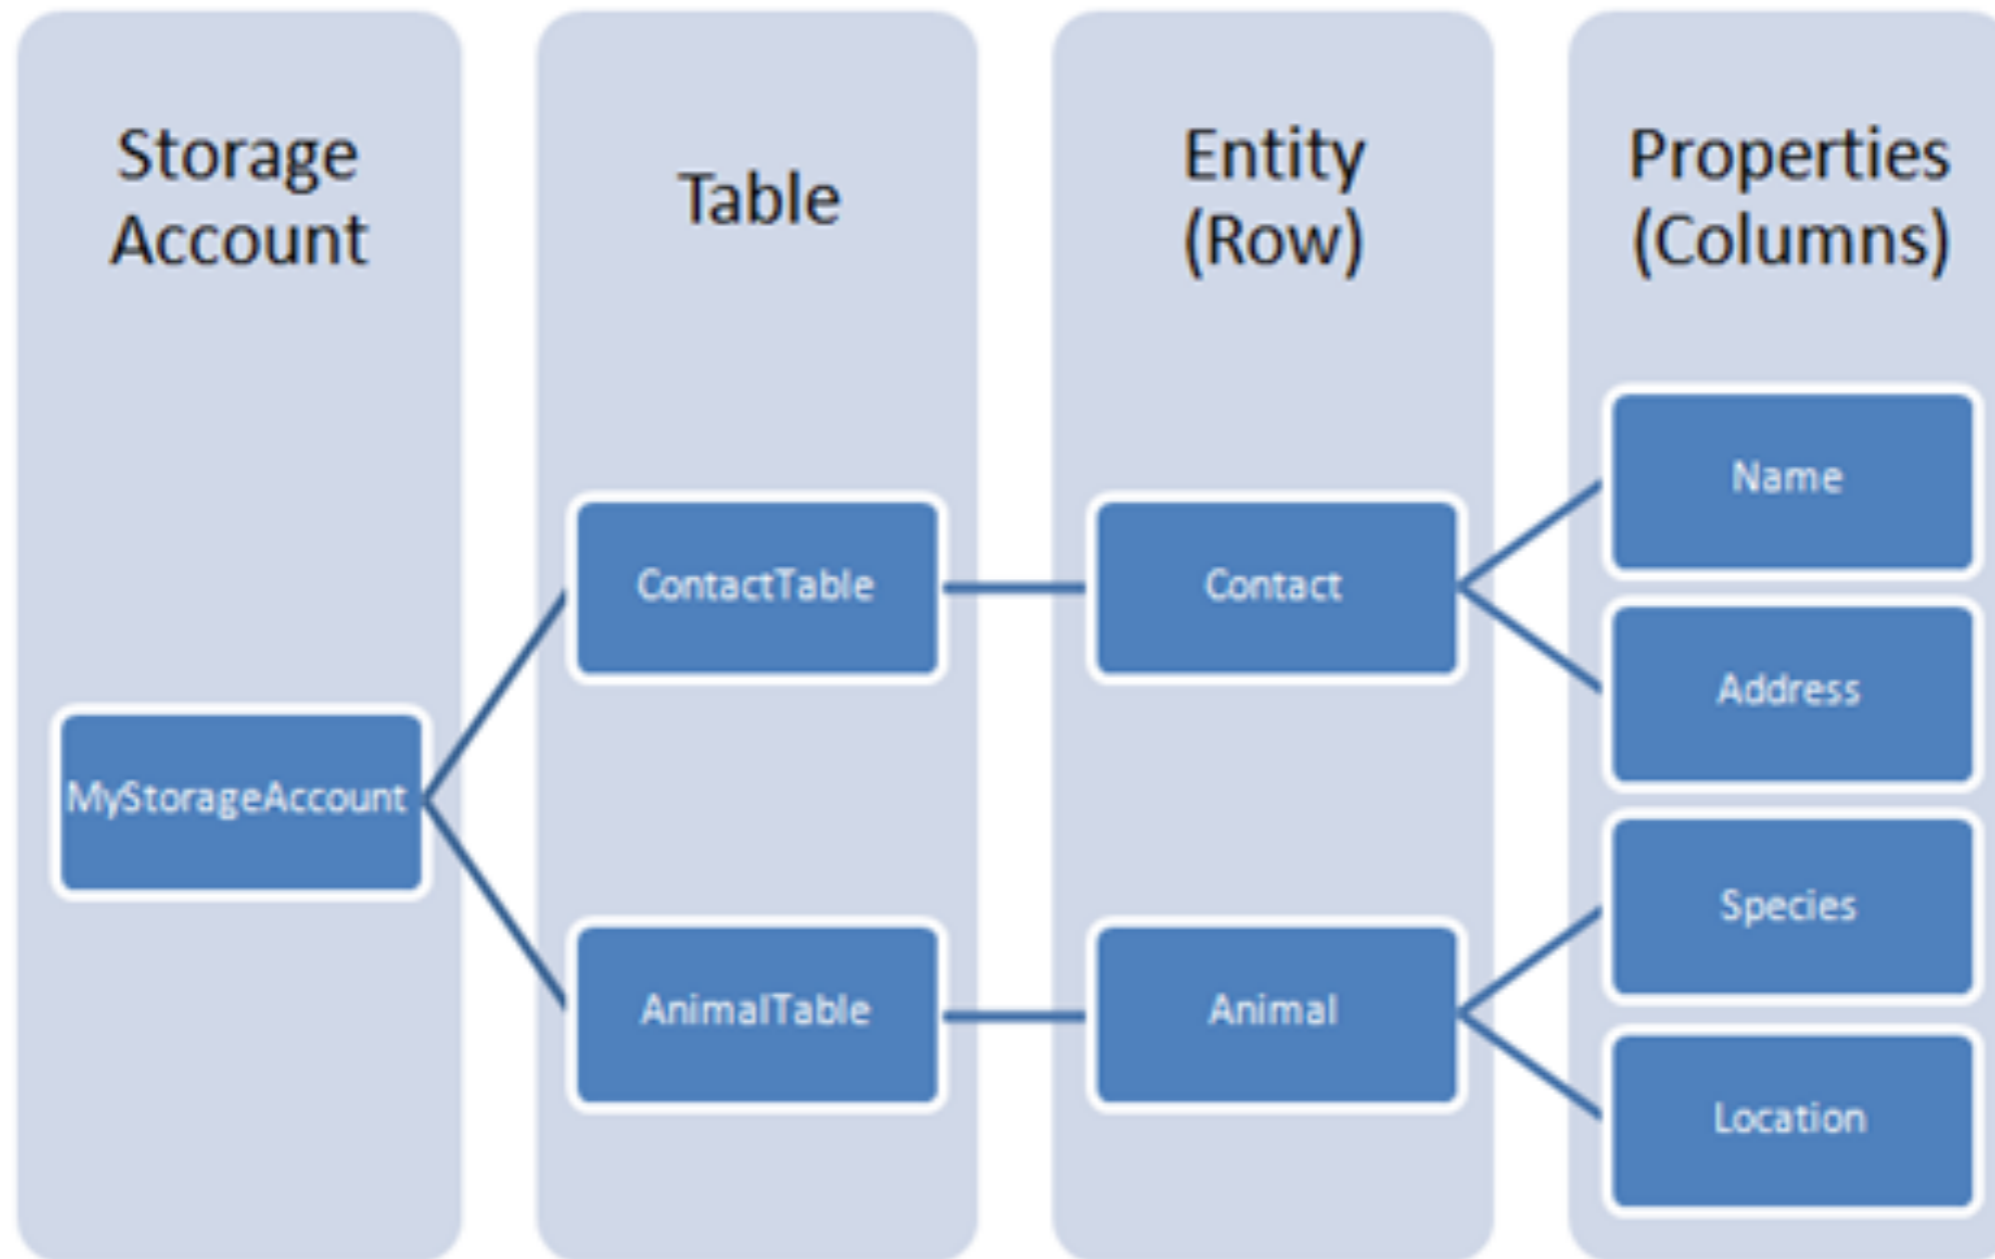 Storage
Account
Table
Entity
(Row)
Properties
(Columns)
MyStorageAccount
ContactTable
AnimalTable
Contact
Animal
Name
Address
Species
Location